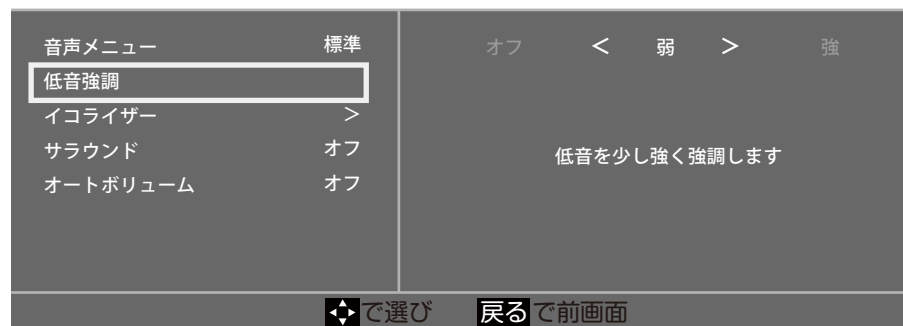 音声メニュー 標準
低音強調
イコライザー >
サラウンド オフ
オートボリューム オフ
オフ < 弱 > 強
低音を少し強く強調します
で選び 戻るで前画面